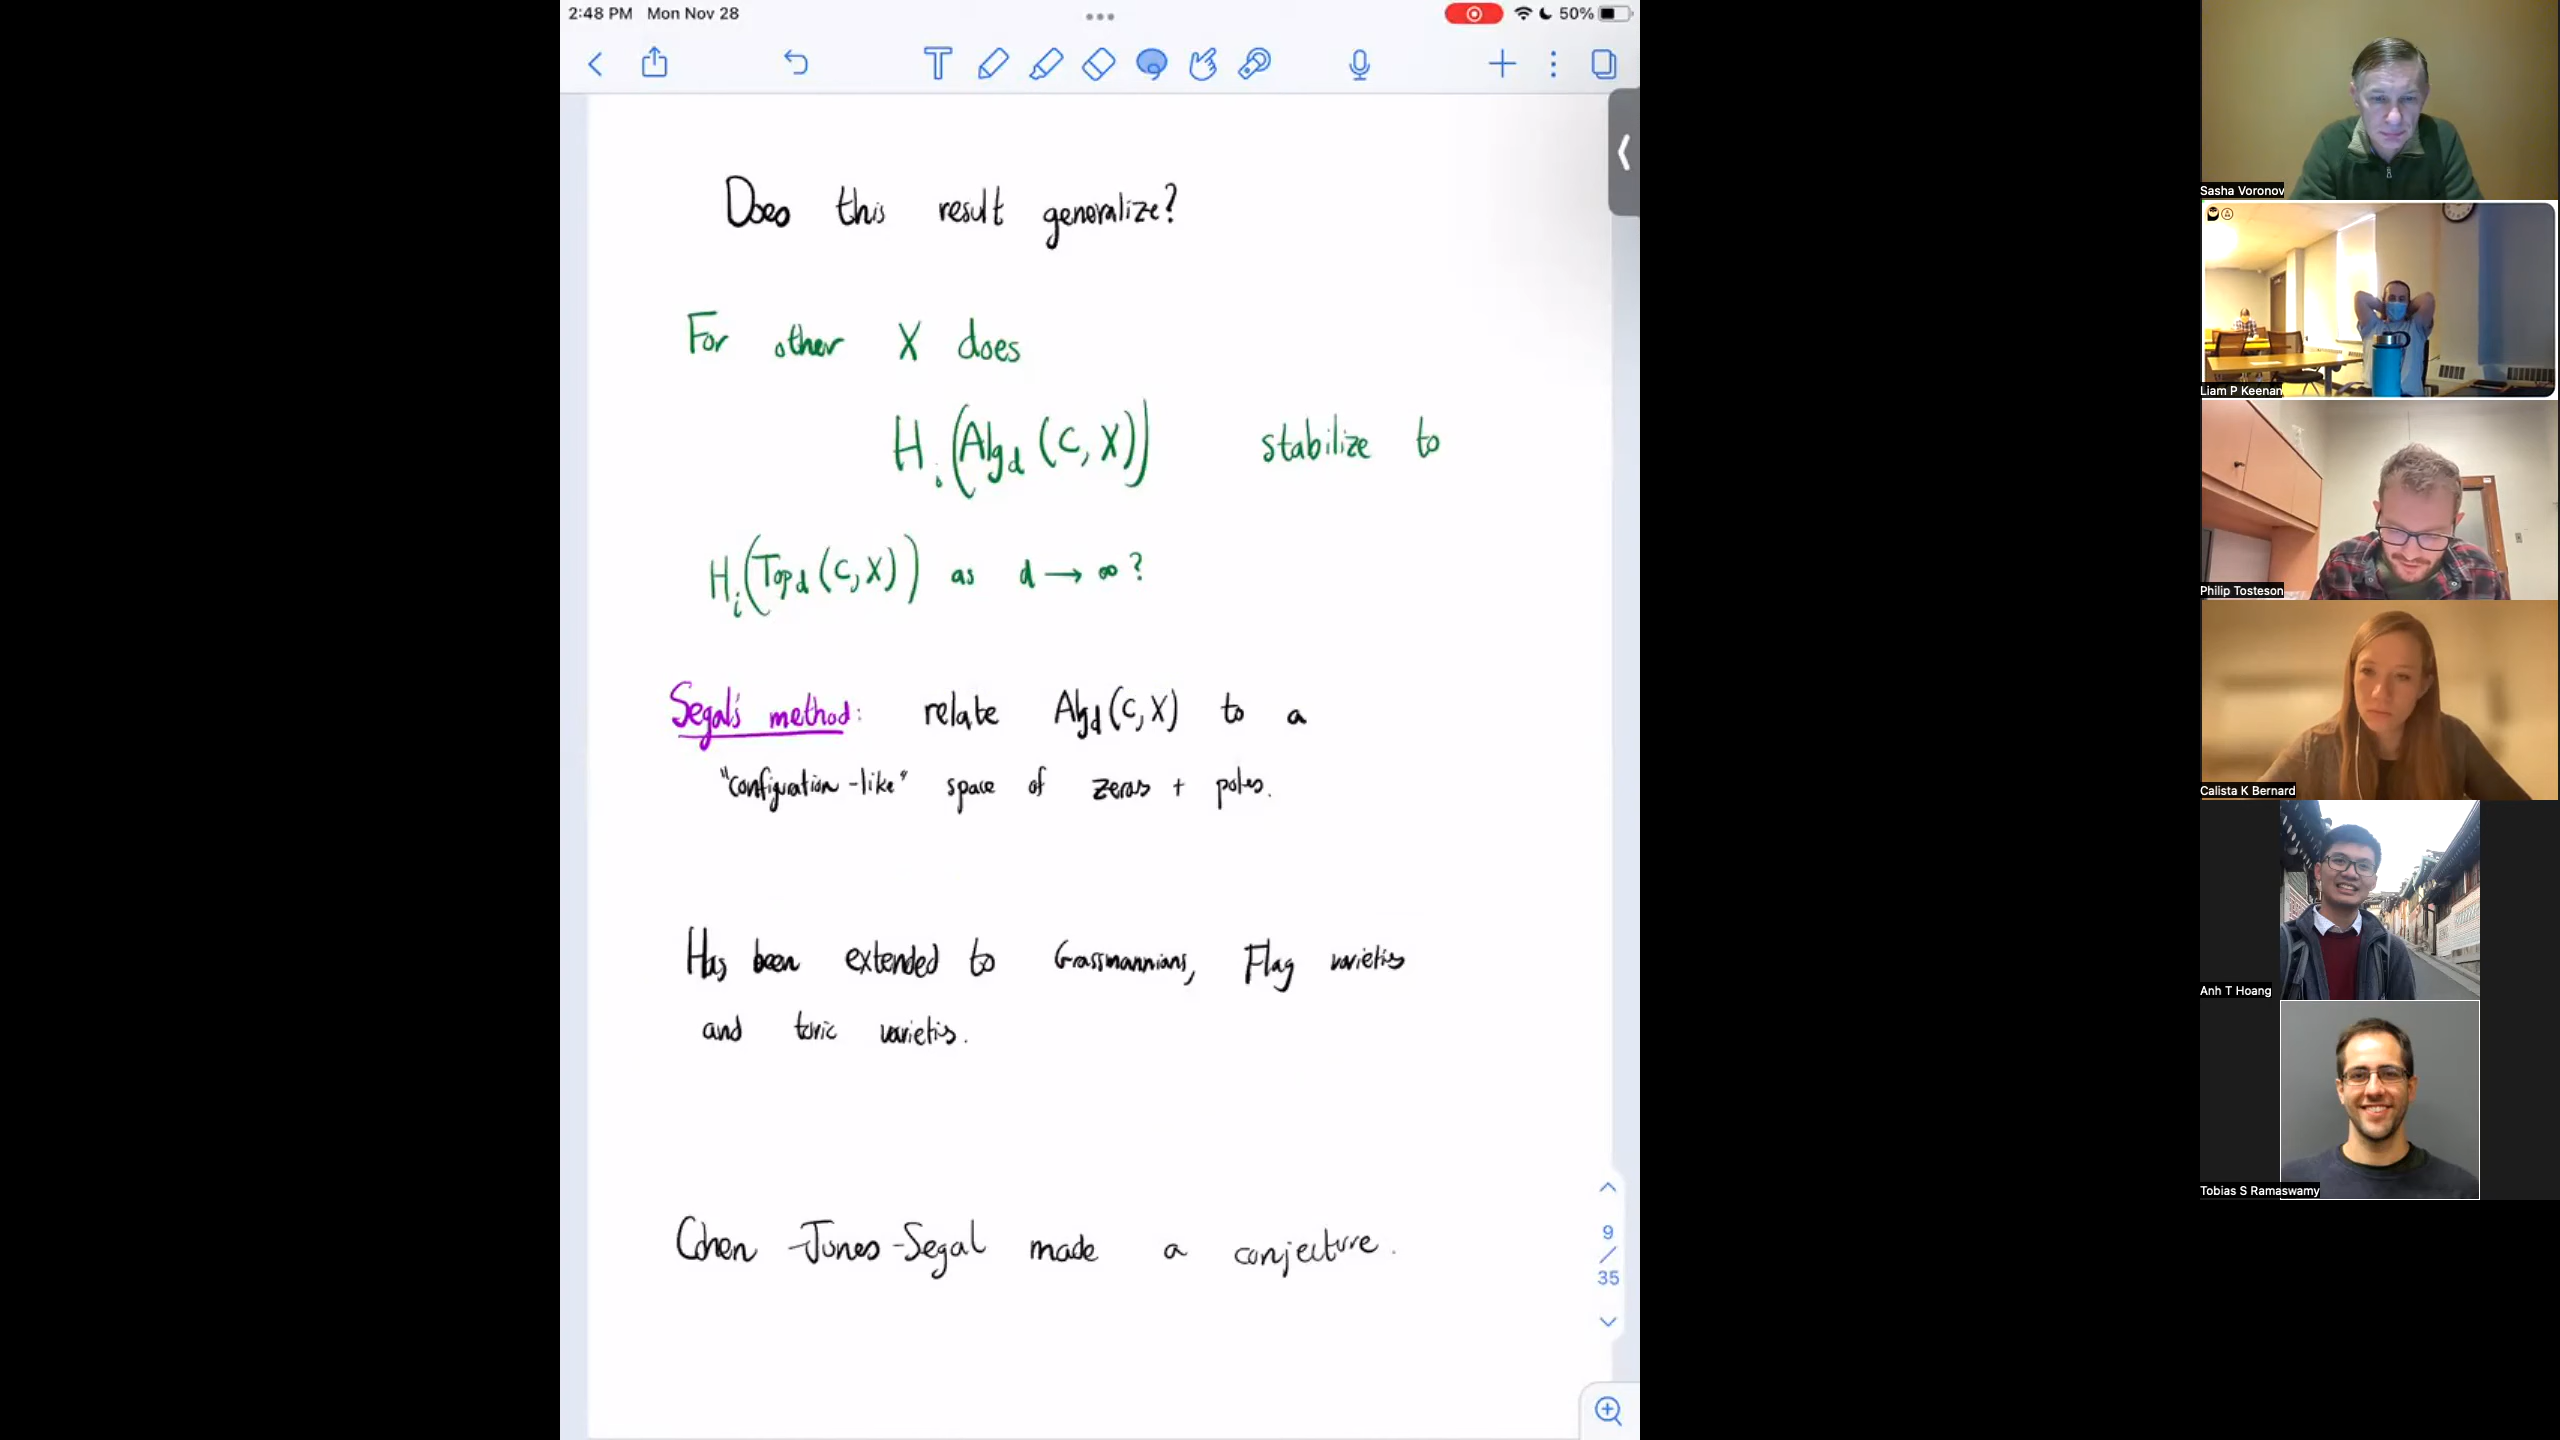 2:48 PM Mon Nov 28
50%
T
Does this result generalize?
For other X does
H_i(Alg_d(C,X)) stabilize to
H_i(Top_d(C,X)) as d → ∞?
Segal's method: relate Alg_d(C,X) to a
"configuration-like" space of zeros + poles.
Has been extended to Grassmannians, Flag varieties
and toric varieties.
Cohen-Jones-Segal made a conjecture.
9
/
35
Sasha Voronov
Liam P Keenan
Philip Tosteson
Calista K Bernard
Anh T Hoang
Tobias S Ramaswamy